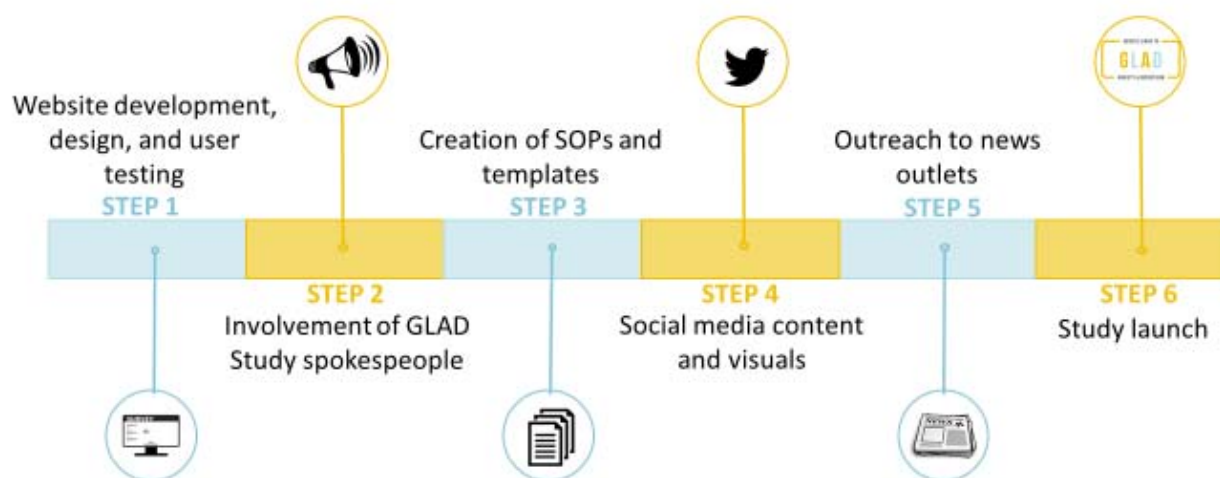 Website development,
design, and user
testing
STEP 1
STEP 2
Involvement of GLAD
Study spokespeople
Creation of SOPs and
templates
STEP 3
STEP 4
Social media content
and visuals
Outreach to news
outlets
STEP 5
GLAD
STEP 6
Study launch
SURVEY
NEWS